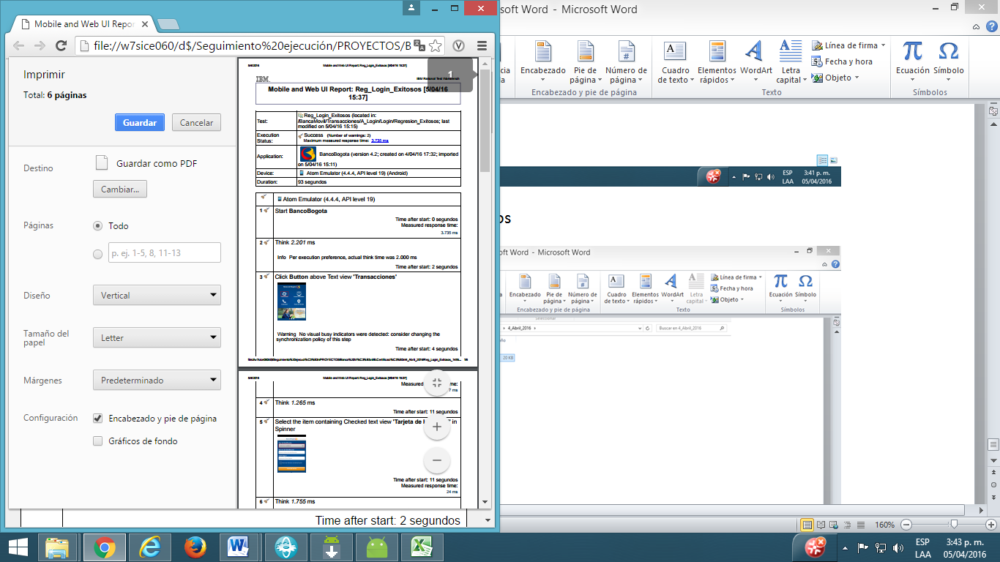 Mobile and Web UI Repor
file://w7sice060/d$/Seguimiento%20ejecución/PROYECTOS/B
Imprimir
Total: 6 páginas
Guardar
Cancelar
Destino
Guardar como PDF
Cambiar...
Páginas
Todo
p. ej. 1-5, 8, 11-13
Diseño
Vertical
Tamaño del
papel
Letter
Márgenes
Predeterminado
Configuración
Encabezado y pie de página
Gráficos de fondo
5/4/2016
Mobile and Web UI Report: Reg_Login_Exitosos [5/04/16 15:37]
1
IBM.
IBM Rational Test Workbench
Mobile and Web UI Report: Reg_Login_Exitosos [5/04/16
15:37]
Test:
Reg_Login_Exitosos (located in:
/BancaMovil/Transacciones/A_Login/Login/Regresion_Exitosos; last
modified on 5/04/16 15:15)
Execution
Status:
Success (Number of warnings: 2)
Maximum measured response time: 3.735 ms
Application:
BancoBogota (version 4.2; created on 4/04/16 17:32; imported
on 5/04/16 15:11)
Device:
Atom Emulator (4.4.4, API level 19) (Android)
Duration:
93 segundos
Atom Emulator (4.4.4, API level 19)
1
Start BancoBogota
Time after start: 0 segundos
Measured response time:
3.735 ms
2
Think 2.201 ms
Info Per execution preference, actual think time was 2.000 ms
Time after start: 2 segundos
3
Click Button above Text view "Transacciones"
Warning No visual busy indicators were detected: consider changing the
synchronization policy of this step
Time after start: 4 segundos
5/4/2016
Mobile and Web UI Report: Reg_Login_Exitosos [5/04/16 15:37]
7 ms
4
Think 1.265 ms
Time after start: 11 segundos
5
Select the item containing Checked text view "Tarjeta de in
Spinner
Time after start: 11 segundos
Measured response time:
24 ms
6
Think 1.755 ms
Time after start: 2 segundos
soft Word - Microsoft Word
cia
Encabezado
Pie de
página
Número de
página
Encabezado y pie de página
Cuadro
de texto
Elementos
rápidos
WordArt
Letra
capital
Línea de firma
Fecha y hora
Objeto
Texto
Ecuación
Símbolo
Símbolos
ESP
LAA
3:41 p. m.
05/04/2016
os
soft Word - Microsoft Word
Encabezado
Pie de
página
Número de
página
Encabezado y pie de página
Cuadro
de texto
Elementos
rápidos
WordArt
Letra
capital
Línea de firma
Fecha y hora
Objeto
Texto
Ecuación
Símbolo
Símbolos
Seleccionar
4_Abril_2016
Buscar en 4_Abril_2016
año
20 KB
160%
ESP
LAA
3:43 p. m.
05/04/2016